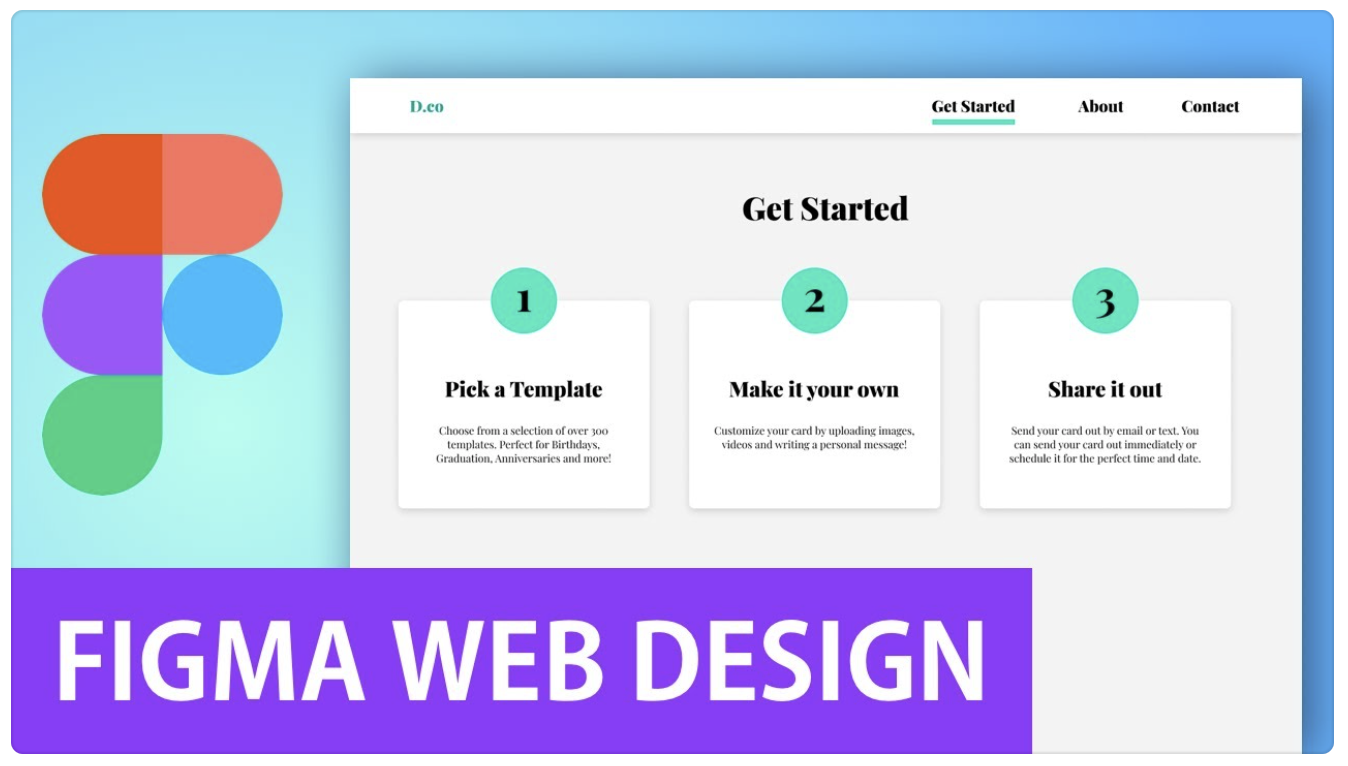 D.co
Get Started
About
Contact
Get Started
1
Pick a Template
Choose from a selection of over 300
templates. Perfect for Birthdays,
Graduation, Anniversaries and more!
2
Make it your own
Customize your card by uploading images,
videos and writing a personal message!
3
Share it out
Send your card out by email or text. You
can send your card out immediately or
schedule it for the perfect time and date.
FIGMA WEB DESIGN